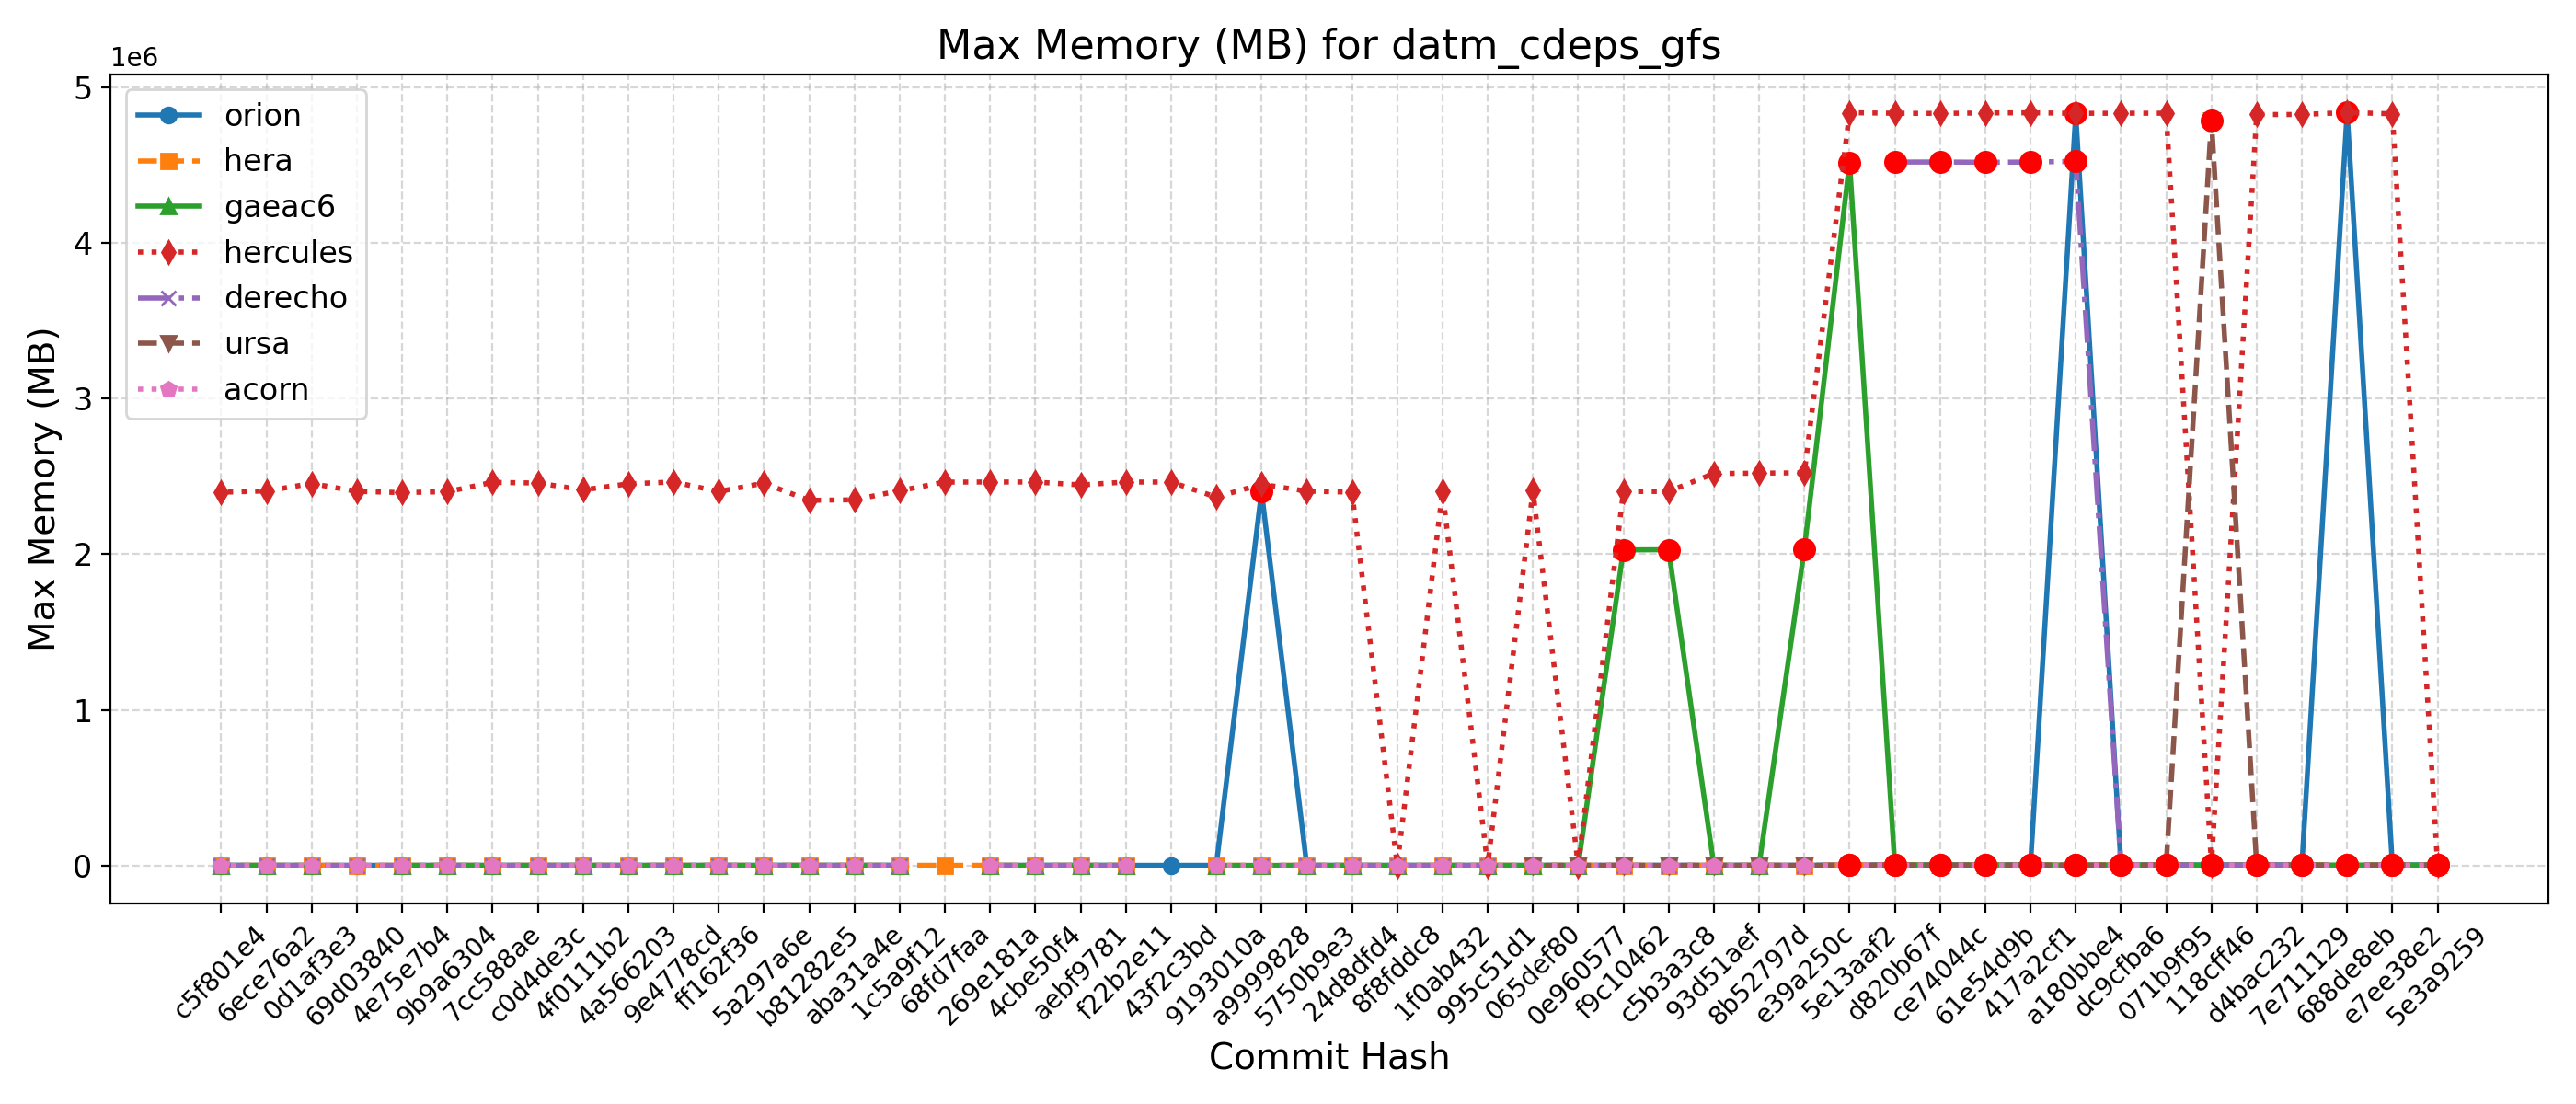 Max Memory (MB) for datm_cdeps_gfs
1e6
5
4
3
2
1
0
Max Memory (MB)
orion
hera
gaeac6
hercules
derecho
ursa
acorn
c5f801e4
6ece76a2
0d1af3e3
69d03840
4e75e7b4
9b9a6304
7cc588ae
c0d4de3c
4f0111b2
4a566203
9e4778cd
ff162f36
5a297a6e
b81282e5
aba31a4e
1c5a9f12
68fd7faa
269e181a
4cbe50f4
aebf9781
f22b2e11
43f2c3bd
9193010a
a9999828
5750b9e3
24d8dfd4
8f8fddc8
1f0ab432
995c51d1
065def80
0e960577
f9c10462
c5b3a3c8
93d51aef
8b52797d
e39a250c
5e13aaf2
d820b67f
ce74044c
61e54d9b
417a2cf1
a180bbe4
dc9cfba6
071b9f95
118cff46
d4bac232
7e711129
688de8eb
e7ee38e2
5e3a9259
Commit Hash